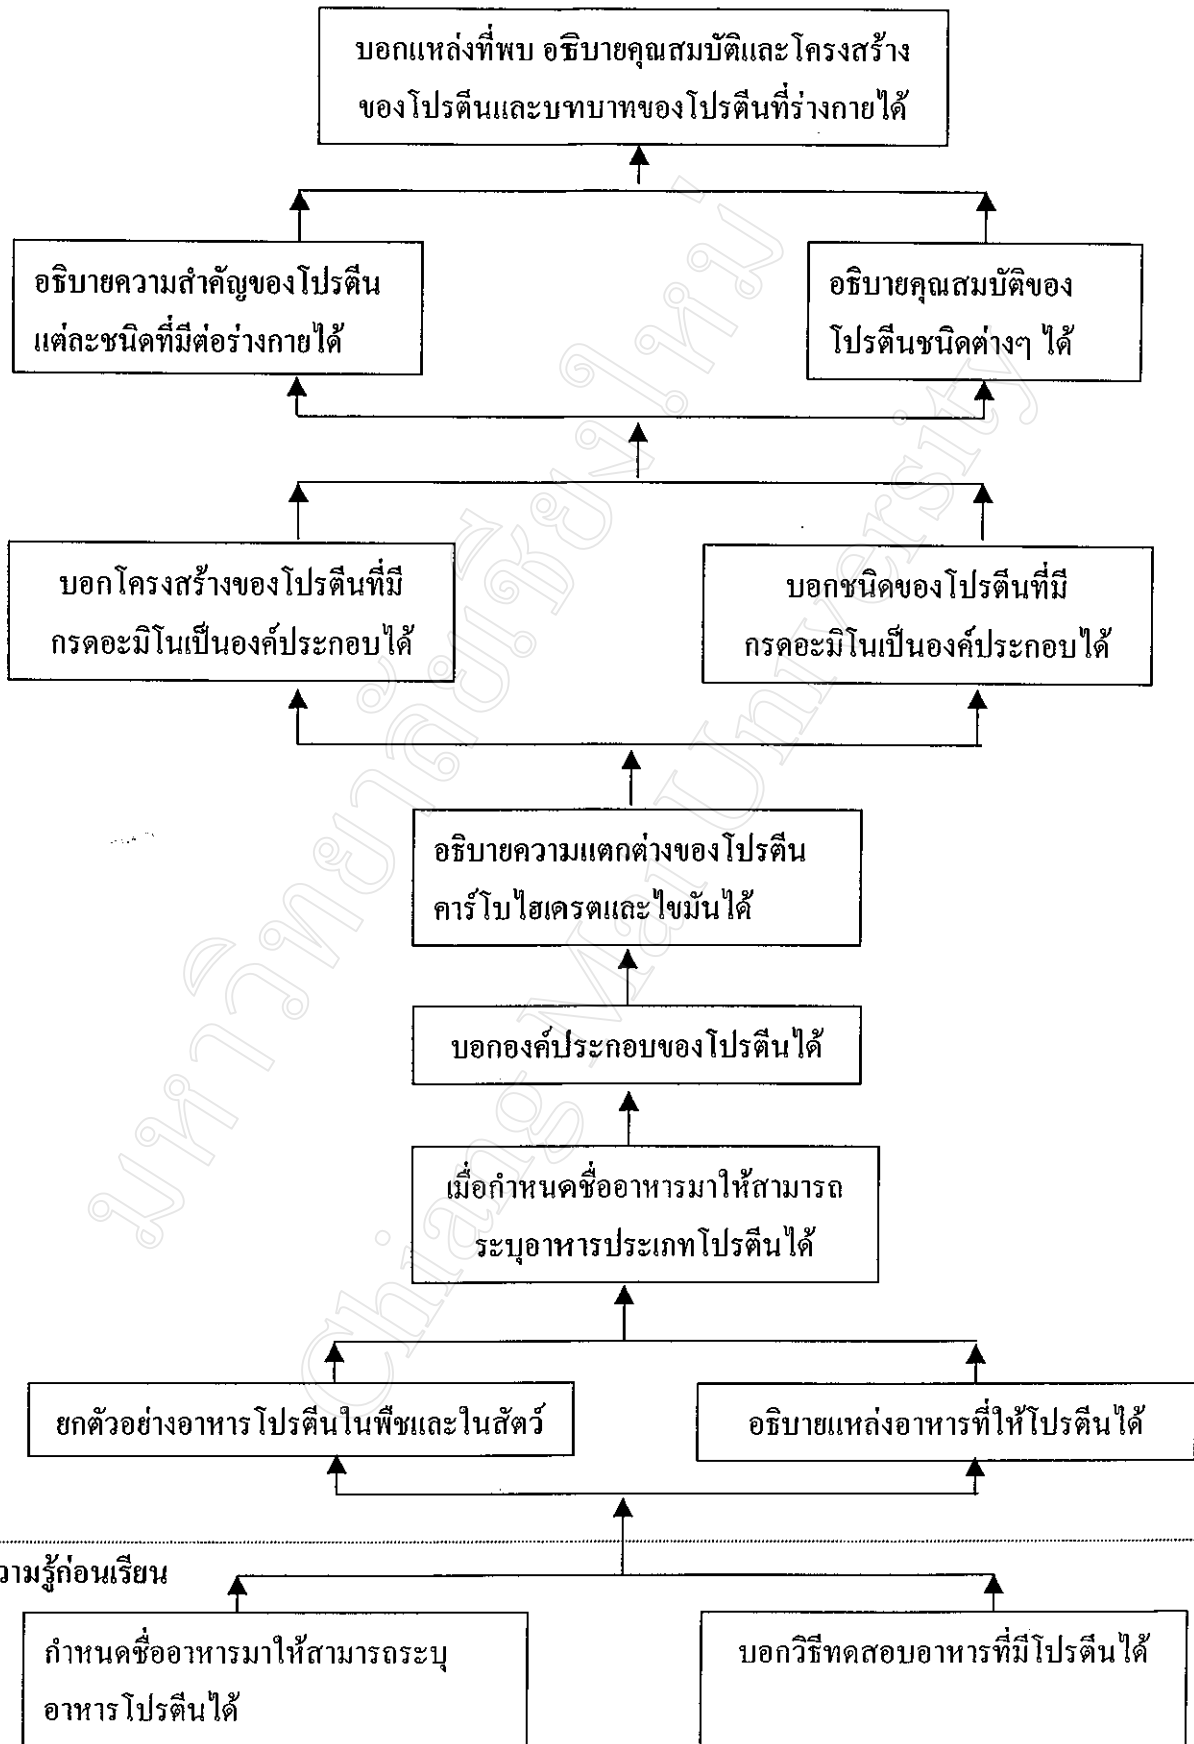 บอกแหล่งที่พบ อธิบายคุณสมบัติและโครงสร้าง
ของโปรตีนและบทบาทของโปรตีนที่ร่างกายได้
อธิบายความสำคัญของโปรตีน
แต่ละชนิดที่มีต่อร่างกายได้
อธิบายคุณสมบัติของ
โปรตีนชนิดต่างๆ ได้
บอกโครงสร้างของโปรตีนที่มี
กรดอะมิโนเป็นองค์ประกอบได้
บอกชนิดของโปรตีนที่มี
กรดอะมิโนเป็นองค์ประกอบได้
อธิบายความแตกต่างของโปรตีน
คาร์โบไฮเดรตและไขมันได้
บอกองค์ประกอบของโปรตีนได้
เมื่อกำหนดชื่ออาหารมาให้สามารถ
ระบุอาหารประเภทโปรตีนได้
ยกตัวอย่างอาหารโปรตีนในพืชและในสัตว์
อธิบายแหล่งอาหารที่ให้โปรตีนได้
วามรู้ก่อนเรียน
กำหนดชื่ออาหารมาให้สามารถระบุ
อาหารโปรตีนได้
บอกวิธีทดสอบอาหารที่มีโปรตีนได้
มหาวิทยาลัยเชียงใหม่
Chiang Mai University